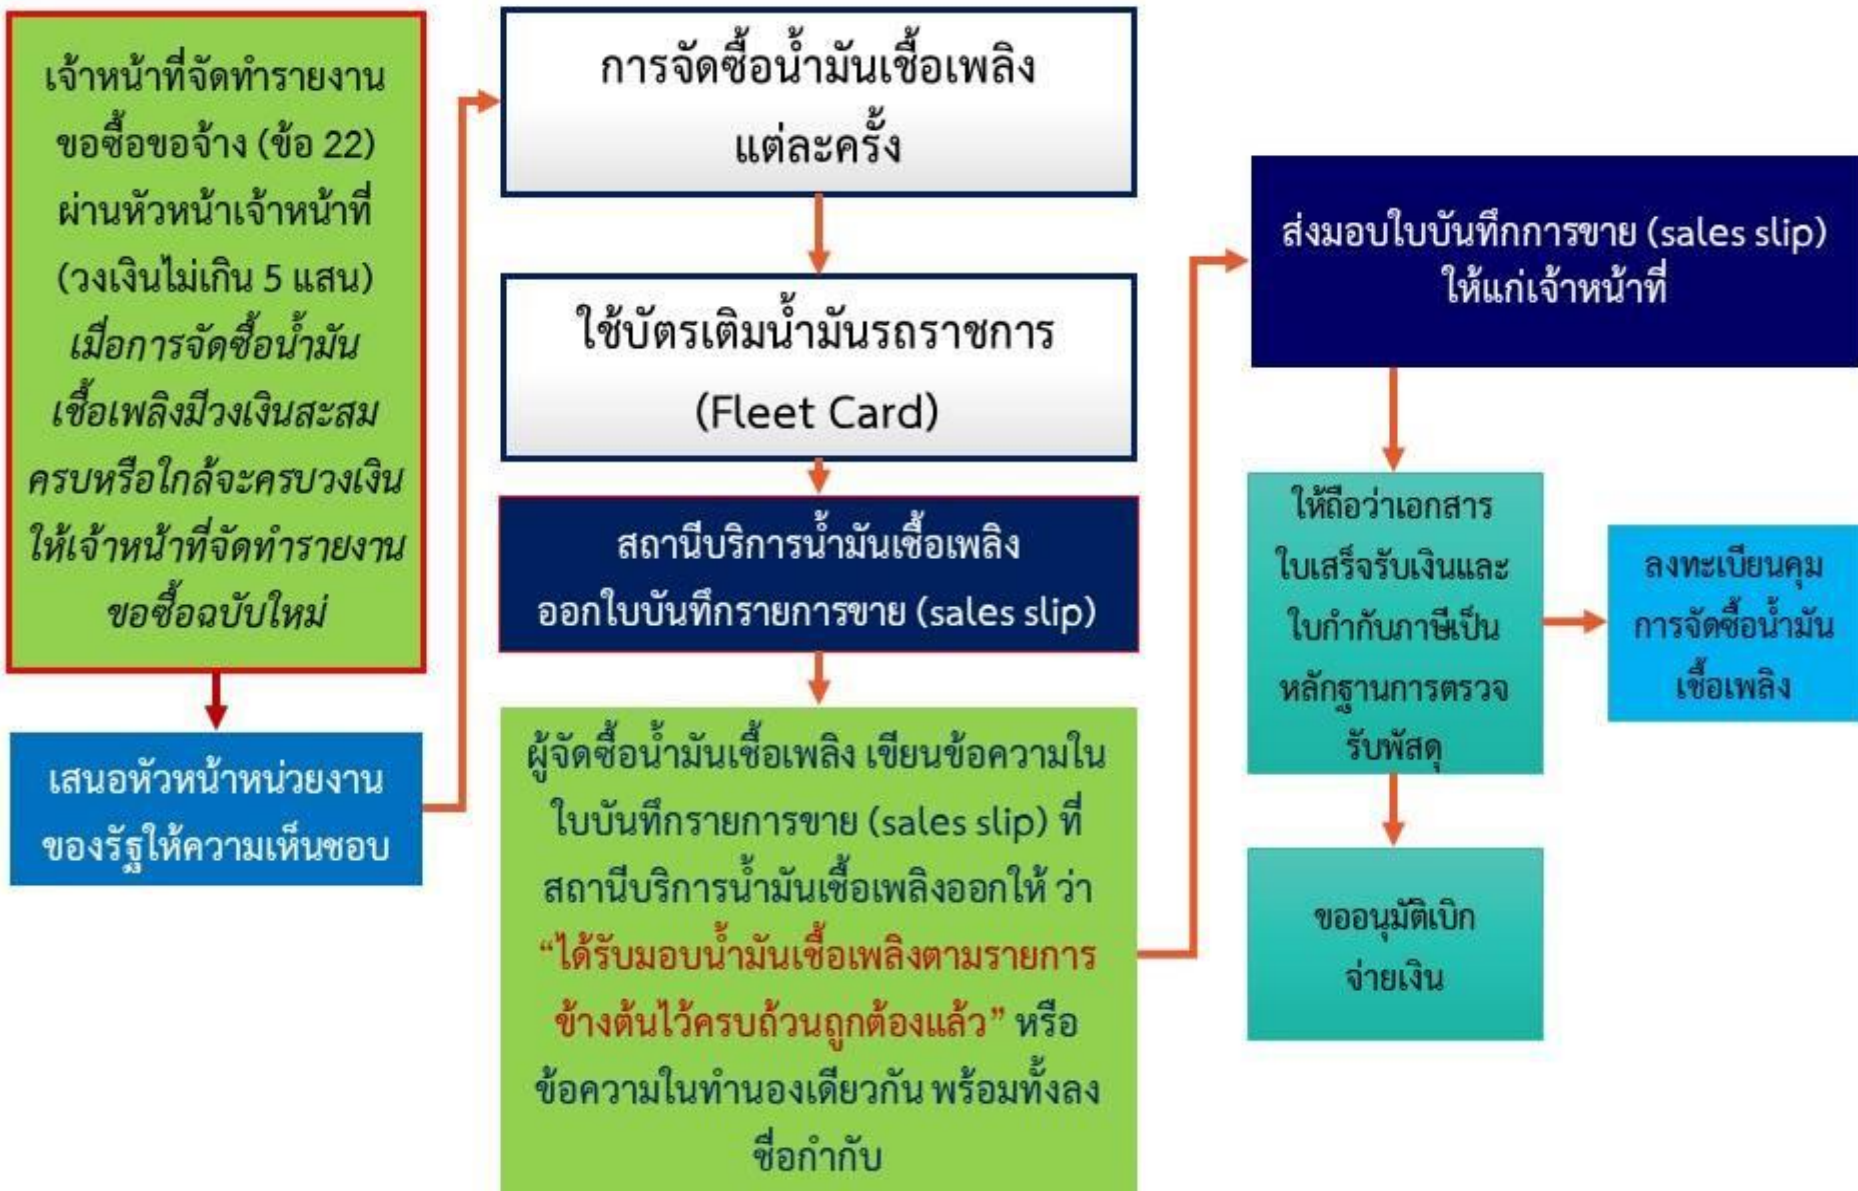 เจ้าหน้าที่จัดทำรายงาน
ขอซื้อขอจ้าง (ข้อ 22)
ผ่านหัวหน้าเจ้าหน้าที่
(วงเงินไม่เกิน 5 แสน)
เมื่อการจัดซื้อน้ำมัน
เชื้อเพลิงมีวงเงินสะสม
ครบหรือใกล้จะครบวงเงิน
ให้เจ้าหน้าที่จัดทำรายงาน
ขอซื้อฉบับใหม่
เสนอหัวหน้าหน่วยงาน
ของรัฐให้ความเห็นชอบ
การจัดซื้อน้ำมันเชื้อเพลิง
แต่ละครั้ง
ใช้บัตรเติมน้ำมันรถราชการ
(Fleet Card)
สถานีบริการน้ำมันเชื้อเพลิง
ออกใบบันทึกรายการขาย (sales slip)
ผู้จัดซื้อน้ำมันเชื้อเพลิง เขียนข้อความใน
ใบบันทึกรายการขาย (sales slip) ที่
สถานีบริการน้ำมันเชื้อเพลิงออกให้ ว่า
“ได้รับมอบน้ำมันเชื้อเพลิงตามรายการ
ข้างต้นไว้ครบถ้วนถูกต้องแล้ว” หรือ
ข้อความในทำนองเดียวกัน พร้อมทั้งลง
ชื่อกำกับ
ส่งมอบใบบันทึกการขาย (sales slip)
ให้แก่เจ้าหน้าที่
ให้ถือว่าเอกสาร
ใบเสร็จรับเงินและ
ใบกำกับภาษีเป็น
หลักฐานการตรวจ
รับพัสดุ
ลงทะเบียนคุม
การจัดซื้อน้ำมัน
เชื้อเพลิง
ขออนุมัติเบิก
จ่ายเงิน